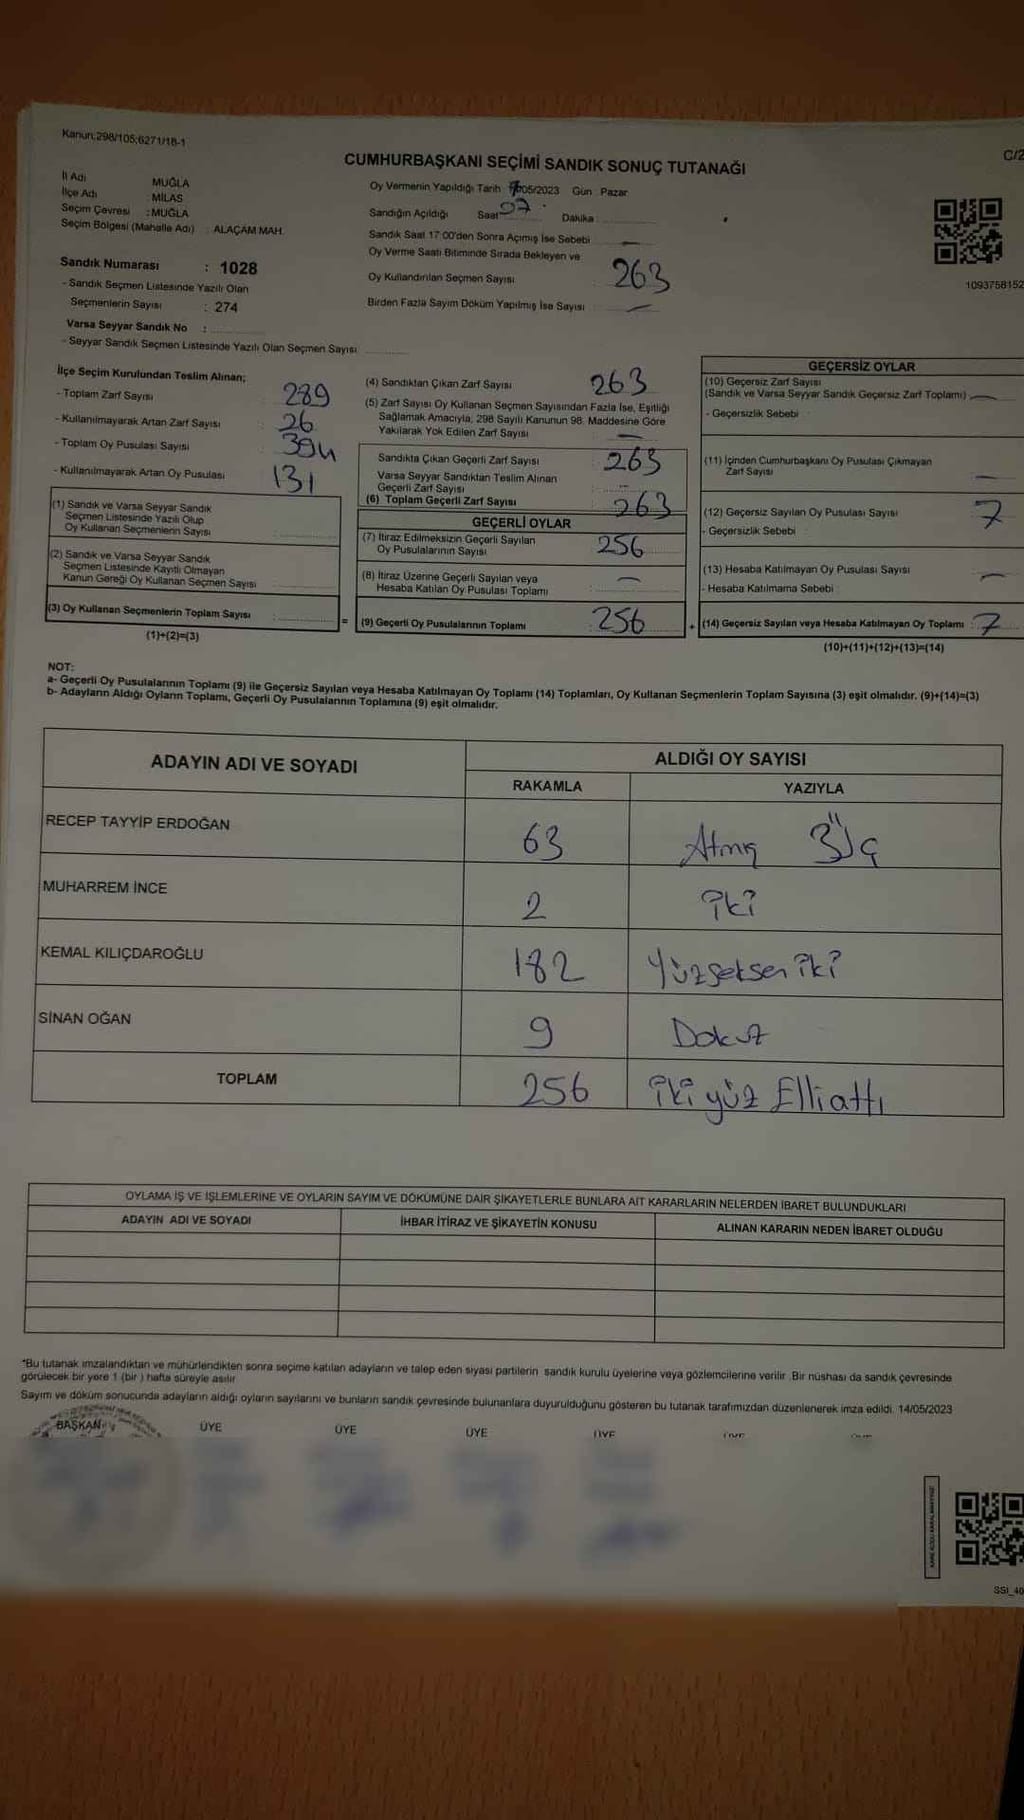 Kanun:298/105;6271/18-1
C/2
CUMHURBAŞKANI SEÇİMİ SANDIK SONUÇ TUTANAĞI
İl Adı MUĞLA
İlçe Adı : MİLAS
Seçim Çevresi : MUĞLA
Seçim Bölgesi (Mahalle Adı) : ALAÇAM MAH.
Sandık Numarası : 1028
- Sandık Seçmen Listesinde Yazılı Olan
Seçmenlerin Sayısı : 274
Varsa Seyyar Sandık No :
- Seyyar Sandık Seçmen Listesinde Yazılı Olan Seçmen Sayısı
Oy Vermenin Yapıldığı Tarih /05/2023 Gün : Pazar
Sandığın Açıldığı Saat 07 Dakika :
Sandık Saat 17:00'den Sonra Açımış İse Sebebi —
Oy Verme Saati Bitiminde Sırada Bekleyen ve
Oy Kullandırılan Seçmen Sayısı : 263
Birden Fazla Sayım Döküm Yapılmış İse Sayısı : —
1093758152
İlçe Seçim Kurulundan Teslim Alınan;
- Toplam Zarf Sayısı : 289
- Kullanılmayarak Artan Zarf Sayısı : 26
- Toplam Oy Pusulası Sayısı : 394
- Kullanılmayarak Artan Oy Pusulası : 131
(1) Sandık ve Varsa Seyyar Sandık
Seçmen Listesinde Yazılı Olup
Oy Kullanan Seçmenlerin Sayısı :
(2) Sandık ve Varsa Seyyar Sandık
Seçmen Listesinde Kayıtlı Olmayan
Kanun Gereği Oy Kullanan Seçmen Sayısı :
(3) Oy Kullanan Seçmenlerin Toplam Sayısı : =
(1)+(2)=(3)
(4) Sandıktan Çıkan Zarf Sayısı : 263
(5) Zarf Sayısı Oy Kullanan Seçmen Sayısından Fazla İse, Eşitliği
Sağlamak Amacıyla, 298 Sayılı Kanunun 98. Maddesine Göre
Yakılarak Yok Edilen Zarf Sayısı : —
Sandıkta Çıkan Geçerli Zarf Sayısı : 263
Varsa Seyyar Sandıktan Teslim Alınan
Geçerli Zarf Sayısı :
(6) Toplam Geçerli Zarf Sayısı : 263
GEÇERLİ OYLAR
(7) İtiraz Edilmeksizin Geçerli Sayılan
Oy Pusulalarının Sayısı : 256
(8) İtiraz Üzerine Geçerli Sayılan veya
Hesaba Katılan Oy Pusulası Toplamı : —
(9) Geçerli Oy Pusulalarının Toplamı : 256 +
GEÇERSİZ OYLAR
(10) Geçersiz Zarf Sayısı
(Sandık ve Varsa Seyyar Sandık Geçersiz Zarf Toplamı) : —
- Geçersizlik Sebebi :
(11) İçinden Cumhurbaşkanı Oy Pusulası Çıkmayan
Zarf Sayısı : —
(12) Geçersiz Sayılan Oy Pusulası Sayısı : 7
- Geçersizlik Sebebi :
(13) Hesaba Katılmayan Oy Pusulası Sayısı : —
- Hesaba Katılmama Sebebi :
(14) Geçersiz Sayılan veya Hesaba Katılmayan Oy Toplamı : 7
(10)+(11)+(12)+(13)=(14)
NOT:
a- Geçerli Oy Pusulalarının Toplamı (9) ile Geçersiz Sayılan veya Hesaba Katılmayan Oy Toplamı (14) Toplamları, Oy Kullanan Seçmenlerin Toplam Sayısına (3) eşit olmalıdır. (9)+(14)=(3)
b- Adayların Aldığı Oyların Toplamı, Geçerli Oy Pusulalarının Toplamına (9) eşit olmalıdır.
ADAYIN ADI VE SOYADI ALDIĞI OY SAYISI
RAKAMLA YAZIYLA
RECEP TAYYİP ERDOĞAN 63 Atmış Üç
MUHARREM İNCE 2 iki
KEMAL KILIÇDAROĞLU 182 Yüzseksen iki
SİNAN OĞAN 9 Dokuz
TOPLAM 256 iki yüz Elli altı
OYLAMA İŞ VE İŞLEMLERİNE VE OYLARIN SAYIM VE DÖKÜMÜNE DAİR ŞİKAYETLERLE BUNLARA AİT KARARLARIN NELERDEN İBARET BULUNDUKLARI
ADAYIN ADI VE SOYADI İHBAR İTİRAZ VE ŞİKAYETİN KONUSU ALINAN KARARIN NEDEN İBARET OLDUĞU
*Bu tutanak imzalandıktan ve mühürlendikten sonra seçime katılan adayların ve talep eden siyasi partilerin sandık kurulu üyelerine veya gözlemcilerine verilir. Bir nüshası da sandık çevresinde
görülecek bir yere 1 (bir ) hafta süreyle asılır
Sayım ve döküm sonucunda adayların aldığı oyların sayılarını ve bunların sandık çevresinde bulunanlara duyurulduğunu gösteren bu tutanak tarafımızdan düzenlenerek imza edildi. 14/05/2023
BAŞKAN ÜYE ÜYE ÜYE ÜYE
SSI_40